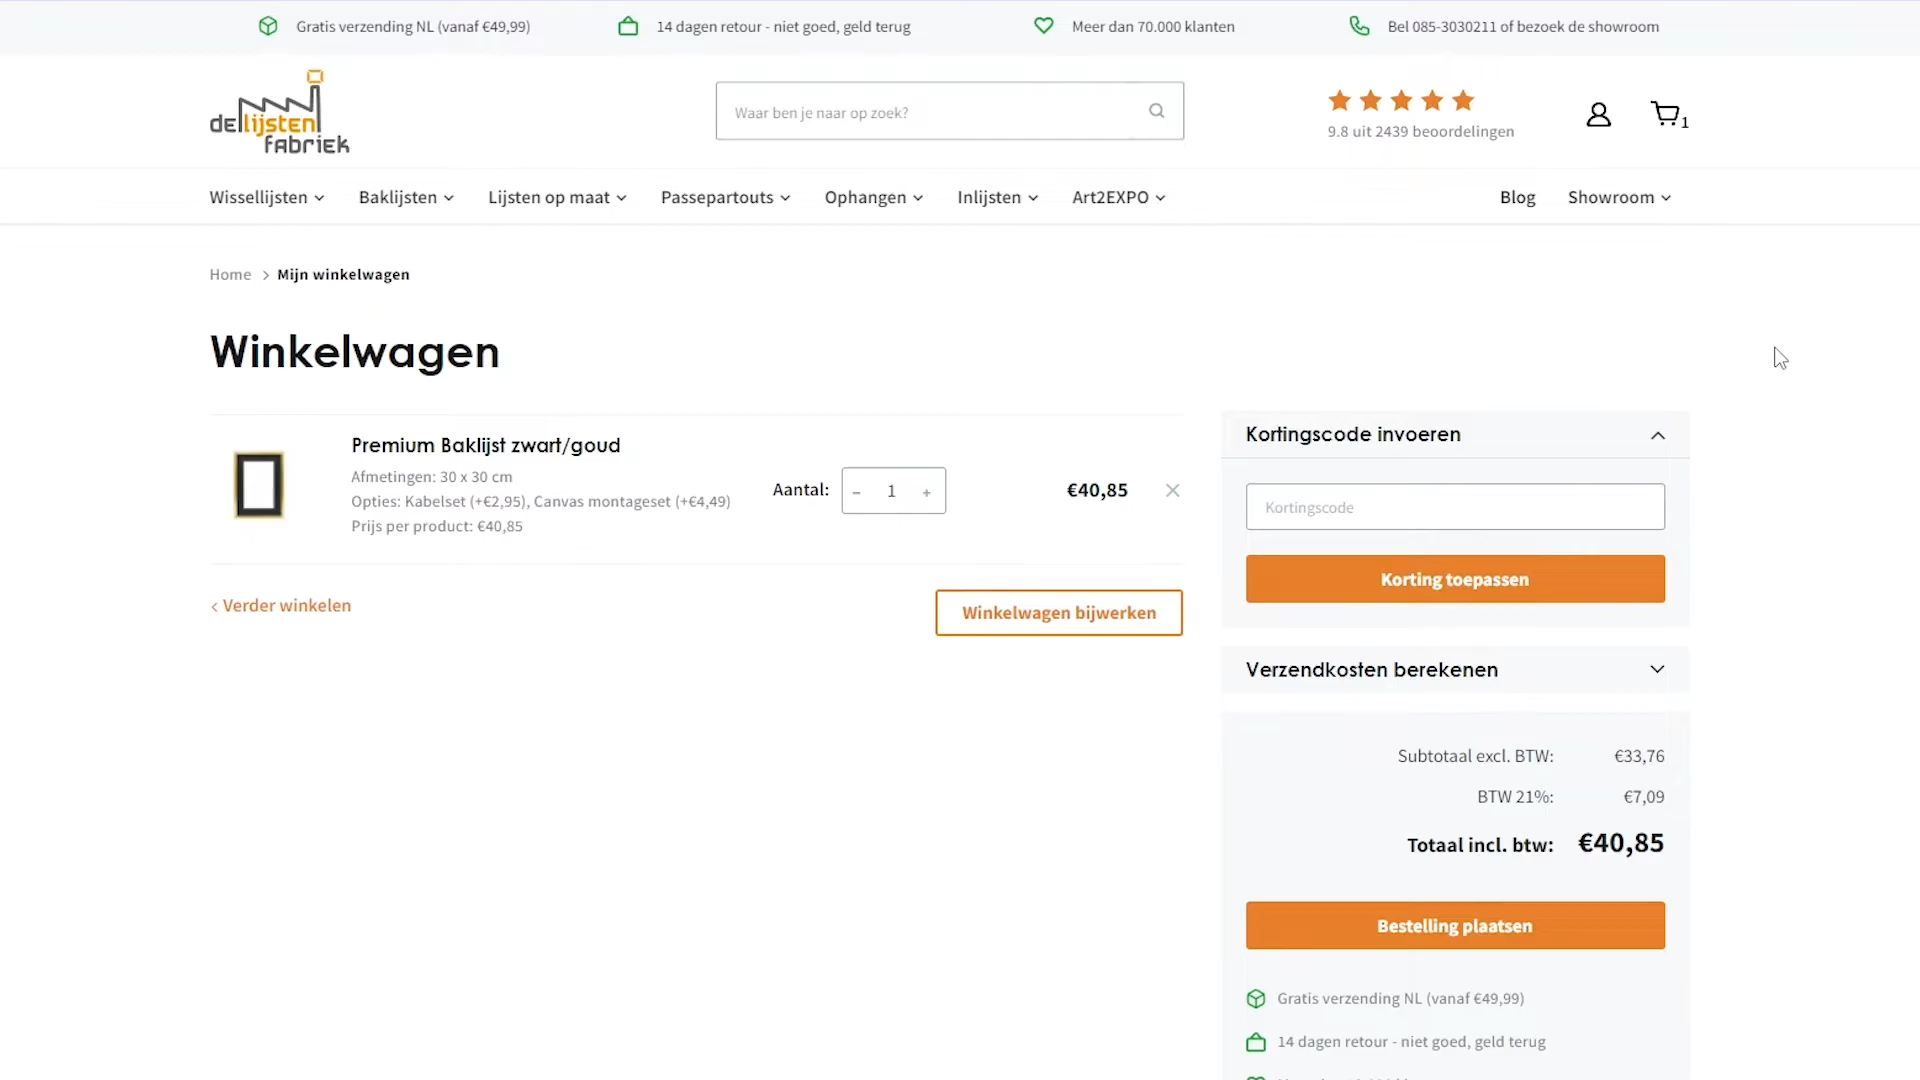 Gratis verzending NL (vanaf €49,99)
14 dagen retour - niet goed, geld terug
Meer dan 70.000 klanten
Bel 085-3030211 of bezoek de showroom
de lijsten
fabriek
Waar ben je naar op zoek?
9.8 uit 2439 beoordelingen
1
Wissellijsten
Baklijsten
Lijsten op maat
Passepartouts
Ophangen
Inlijsten
Art2EXPO
Blog
Showroom
Home > Mijn winkelwagen
Winkelwagen
Premium Baklijst zwart/goud
Afmetingen: 30 x 30 cm
Opties: Kabelset (+€2,95), Canvas montageset (+€4,49)
Prijs per product: €40,85
Aantal: - 1 +
€40,85
‹ Verder winkelen
Winkelwagen bijwerken
Kortingscode invoeren
Kortingscode
Korting toepassen
Verzendkosten berekenen
Subtotaal excl. BTW: €33,76
BTW 21%: €7,09
Totaal incl. btw: €40,85
Bestelling plaatsen
Gratis verzending NL (vanaf €49,99)
14 dagen retour - niet goed, geld terug